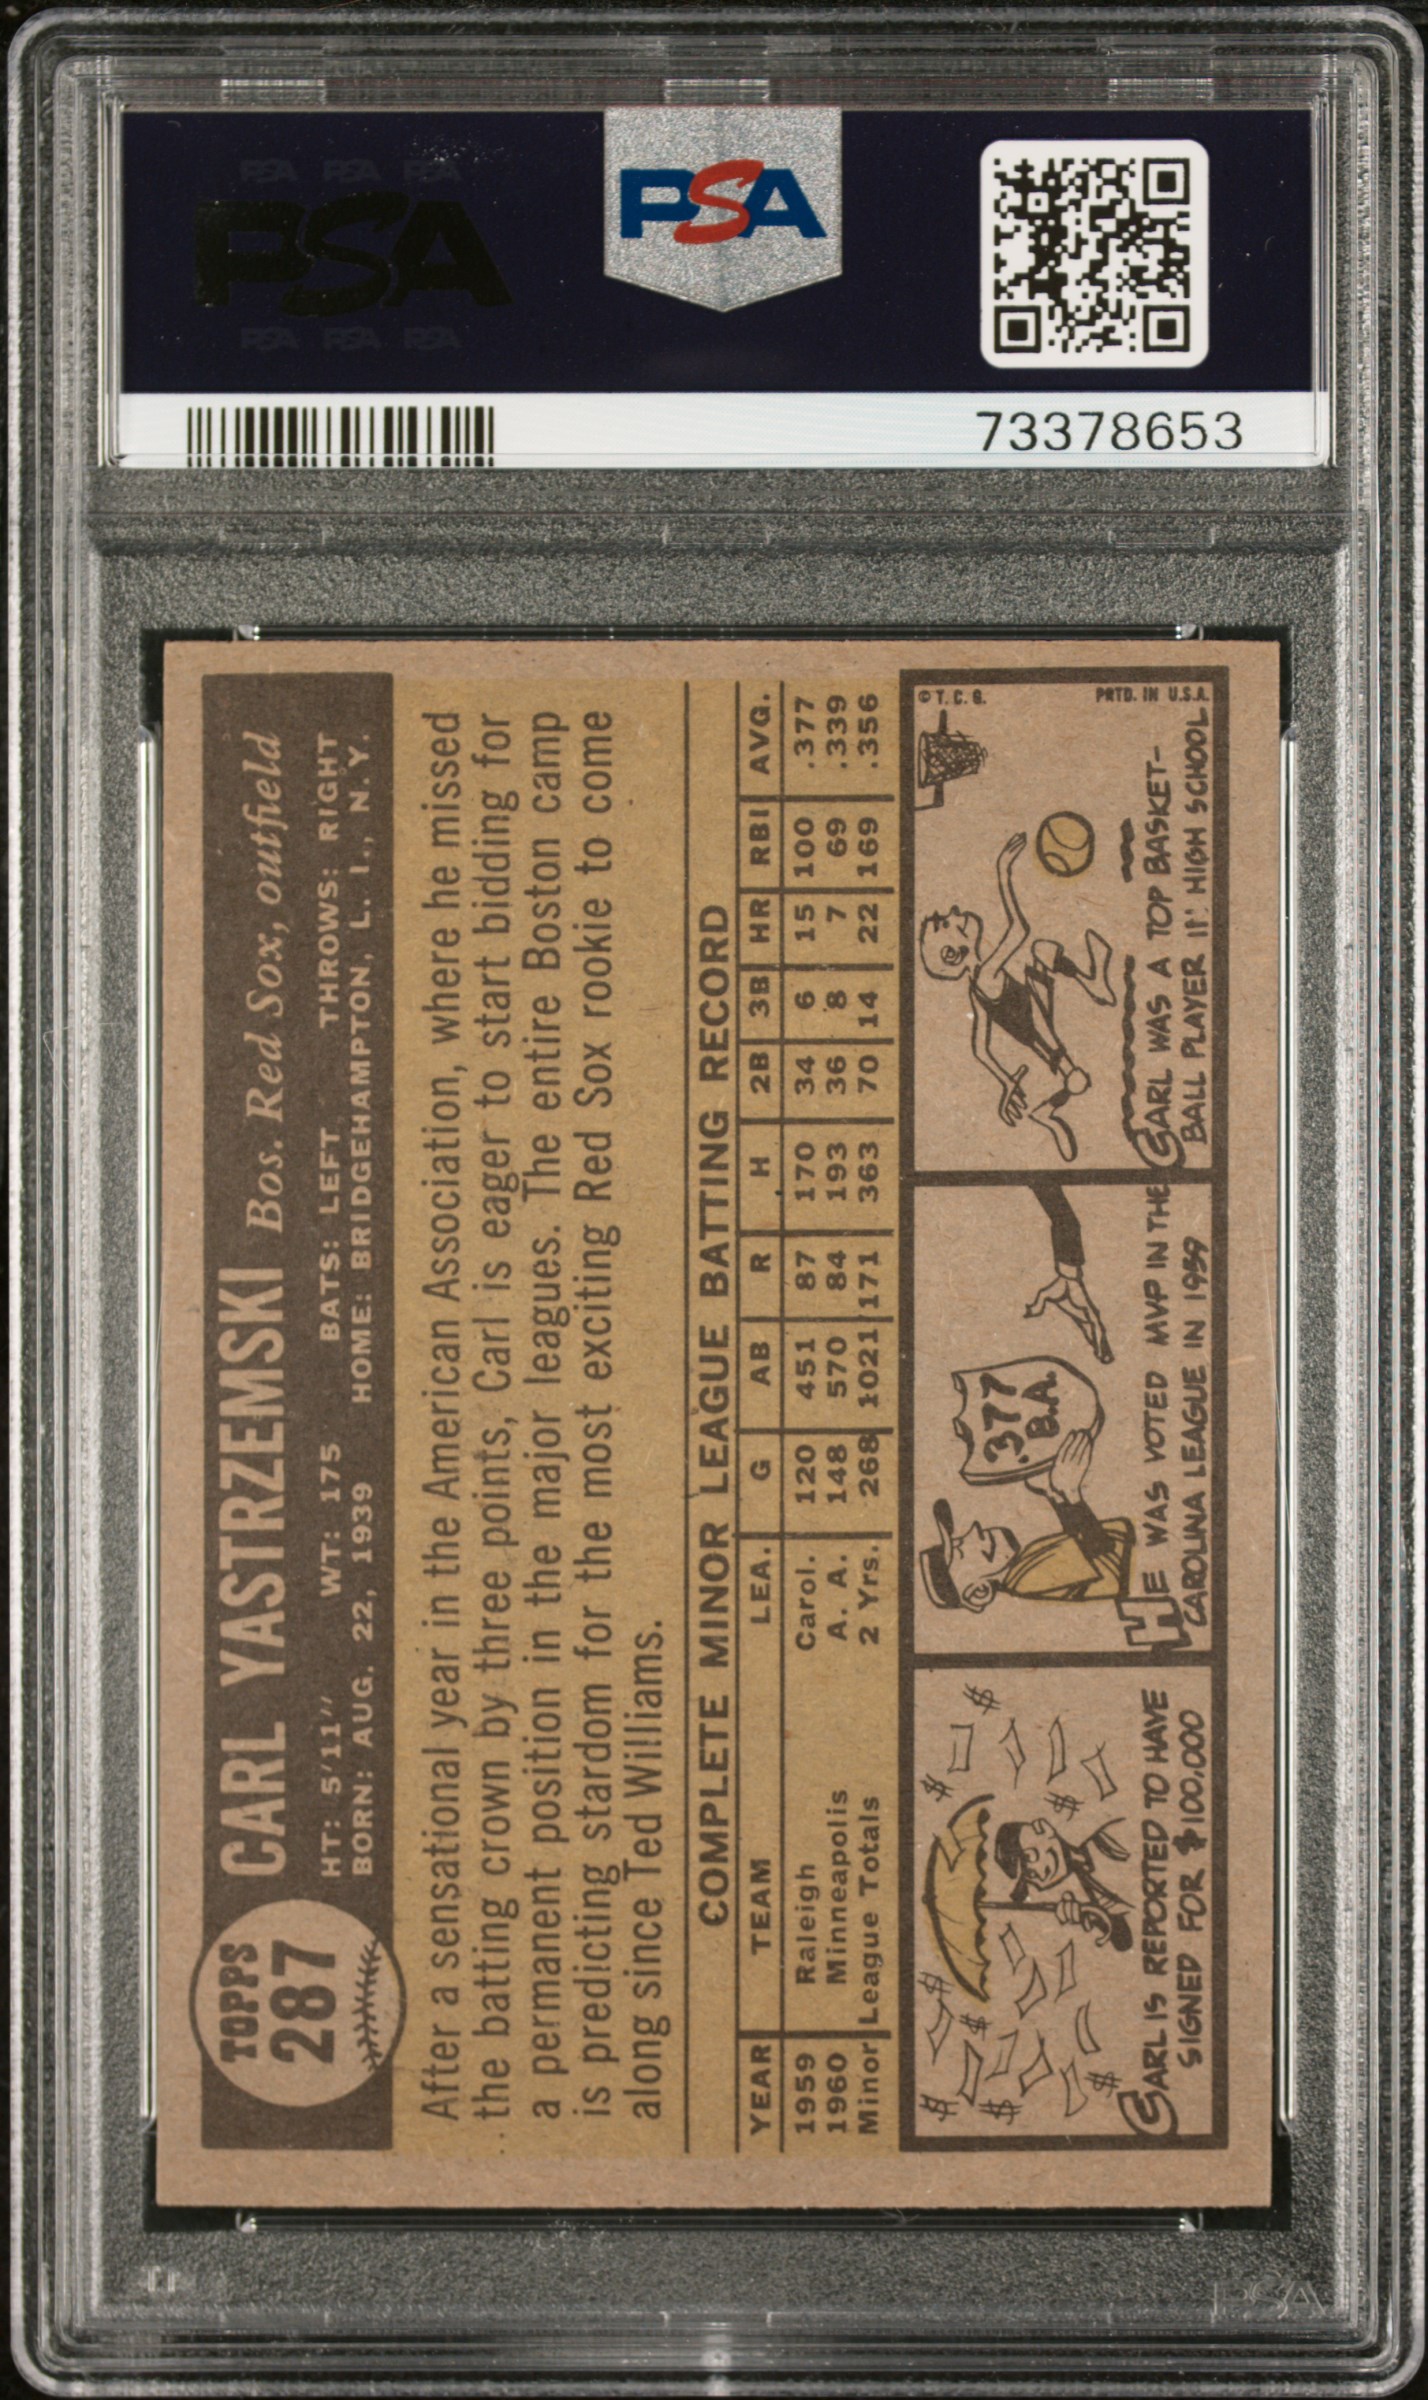 PSA PSA PSA
PSA
PSA PSA PSA
PSA
73378653
TOPPS
287
CARL YASTRZEMSKI Bos. Red Sox, outfield
HT: 5'11" WT: 175 BATS: LEFT THROWS: RIGHT
BORN: AUG. 22, 1939 HOME: BRIDGEHAMPTON, L. I., N. Y.
After a sensational year in the American Association, where he missed
the batting crown by three points, Carl is eager to start bidding for
a permanent position in the major leagues. The entire Boston camp
is predicting stardom for the most exciting Red Sox rookie to come
along since Ted Williams.
COMPLETE MINOR LEAGUE BATTING RECORD
YEAR TEAM LEA. G AB R H 2B 3B HR RBI AVG.
1959 Raleigh Carol. 120 451 87 170 34 6 15 100 .377
1960 Minneapolis A. A. 148 570 84 193 36 8 7 69 .339
Minor League Totals 2 Yrs. 268 1021 171 363 70 14 22 169 .356
CARL IS REPORTED TO HAVE
SIGNED FOR $100,000
.377
B.A.
HE WAS VOTED MVP IN THE
CAROLINA LEAGUE IN 1959
© T. C. G.
PRTD. IN U.S.A.
CARL WAS A TOP BASKET-
BALL PLAYER IN HIGH SCHOOL
PSA